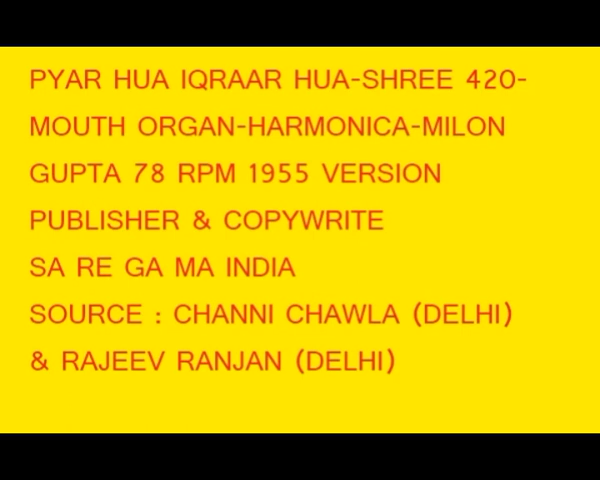 PYAR HUA IQRAAR HUA-SHREE 420-
MOUTH ORGAN-HARMONICA-MILON
GUPTA 78 RPM 1955 VERSION
PUBLISHER & COPYWRITE
SA RE GA MA INDIA
SOURCE : CHANNI CHAWLA (DELHI)
& RAJEEV RANJAN (DELHI)